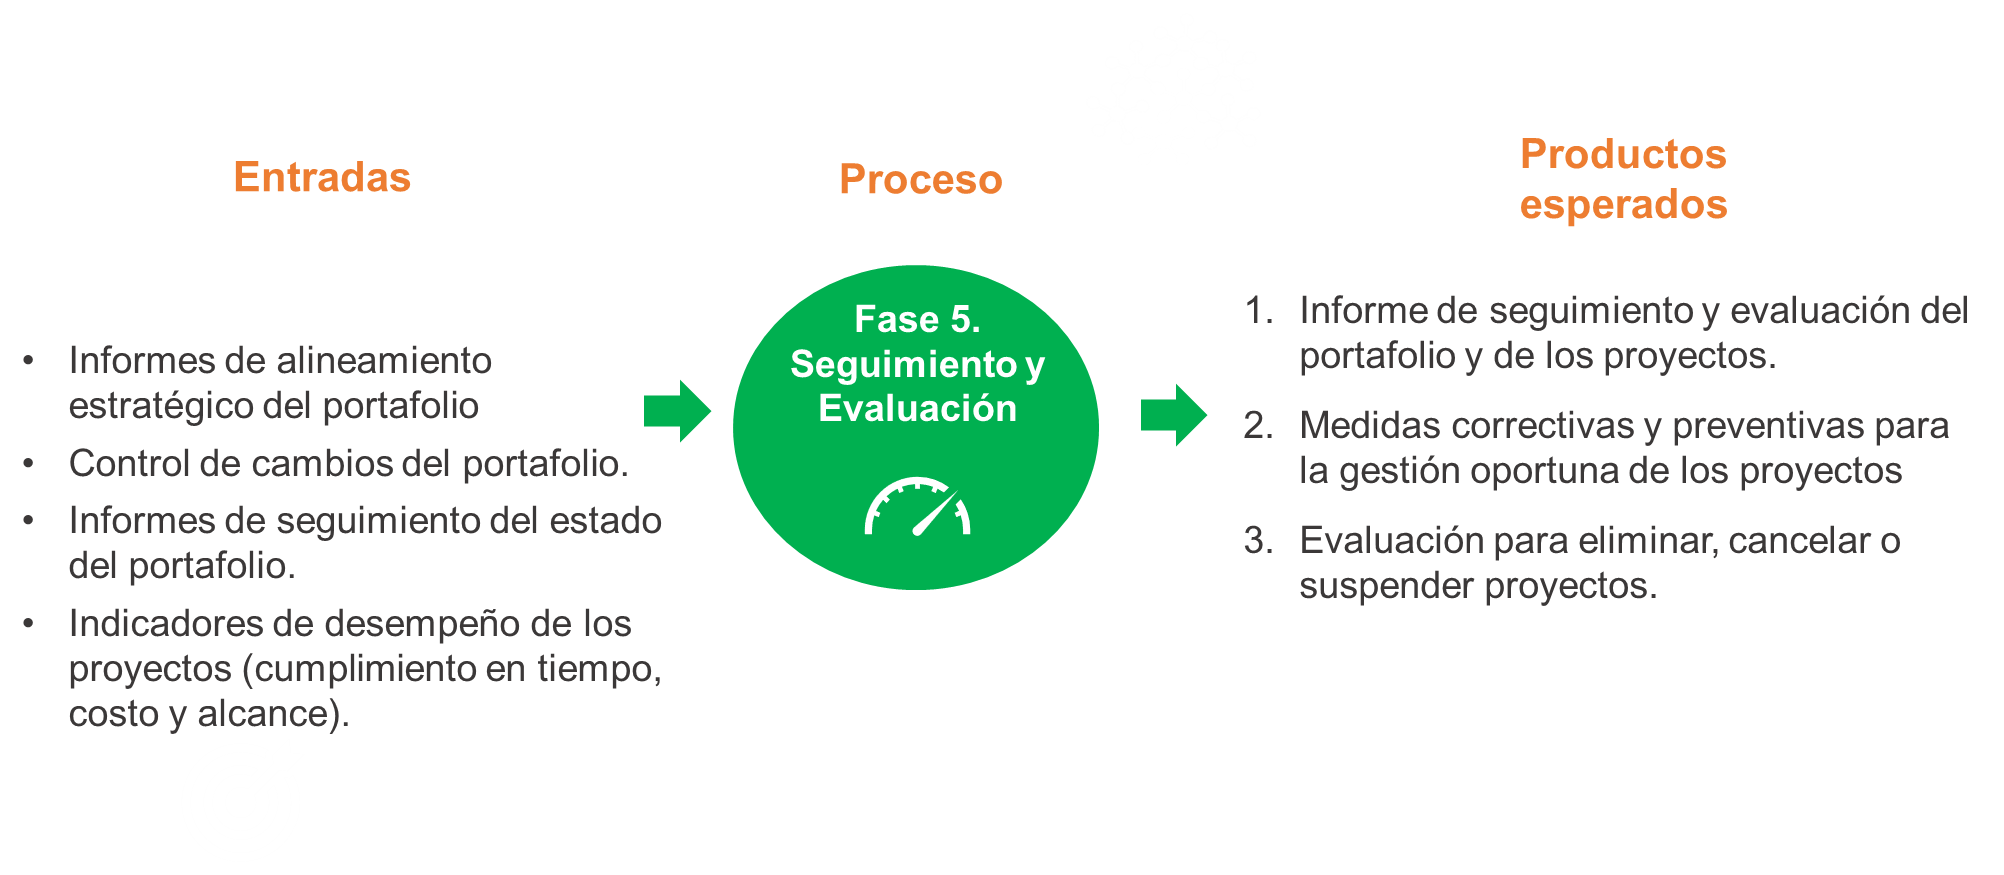 Entradas
• Informes de alineamiento
estratégico del portafolio
• Control de cambios del portafolio.
• Informes de seguimiento del estado
del portafolio.
• Indicadores de desempeño de los
proyectos (cumplimiento en tiempo,
costo y alcance).
Proceso
Fase 5.
Seguimiento y
Evaluación
Productos
esperados
1. Informe de seguimiento y evaluación del
portafolio y de los proyectos.
2. Medidas correctivas y preventivas para
la gestión oportuna de los proyectos
3. Evaluación para eliminar, cancelar o
suspender proyectos.